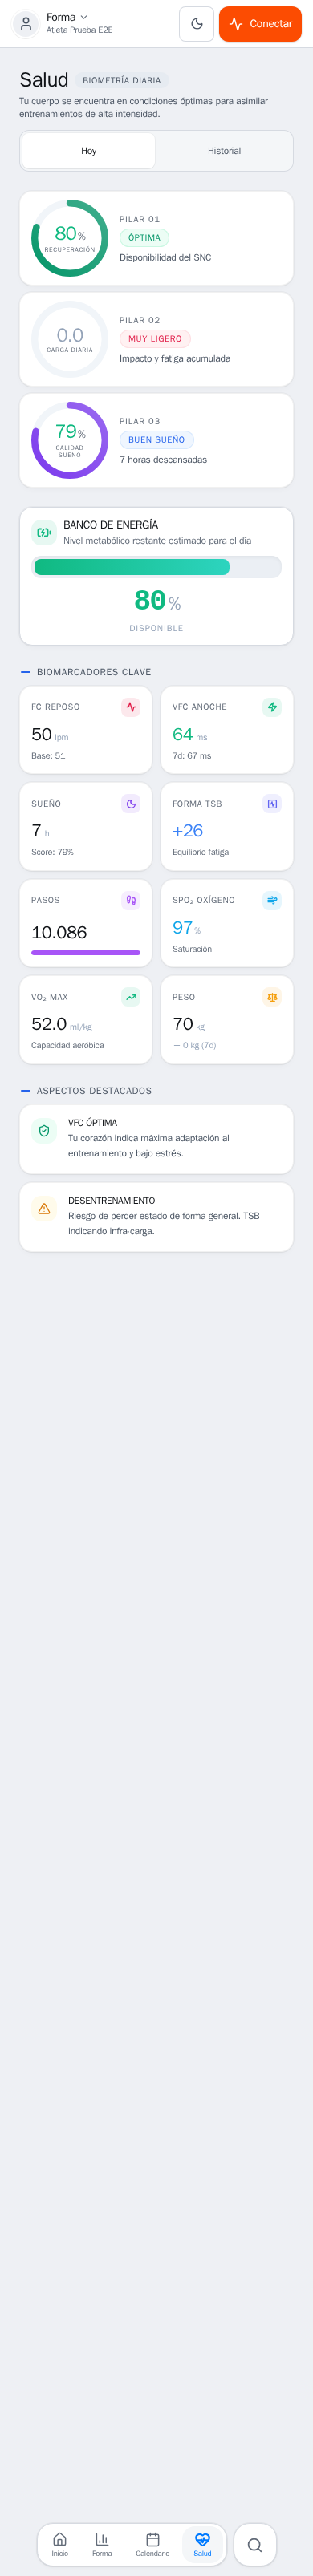 Forma
Atleta Prueba E2E
Conectar
Salud
BIOMETRÍA DIARIA
Tu cuerpo se encuentra en condiciones óptimas para asimilar
entrenamientos de alta intensidad.
Hoy
Historial
80%
RECUPERACIÓN
PILAR 01
ÓPTIMA
Disponibilidad del SNC
0.0
CARGA DIARIA
PILAR 02
MUY LIGERO
Impacto y fatiga acumulada
79%
CALIDAD
SUEÑO
PILAR 03
BUEN SUEÑO
7 horas descansadas
BANCO DE ENERGÍA
Nivel metabólico restante estimado para el día
80%
DISPONIBLE
BIOMARCADORES CLAVE
FC REPOSO
50 lpm
Base: 51
VFC ANOCHE
64 ms
7d: 67 ms
SUEÑO
7 h
Score: 79%
FORMA TSB
+26
Equilibrio fatiga
PASOS
10.086
SPO₂ OXÍGENO
97 %
Saturación
VO₂ MAX
52.0 ml/kg
Capacidad aeróbica
PESO
70 kg
— 0 kg (7d)
ASPECTOS DESTACADOS
VFC ÓPTIMA
Tu corazón indica máxima adaptación al
entrenamiento y bajo estrés.
DESENTRENAMIENTO
Riesgo de perder estado de forma general. TSB
indicando infra-carga.
Inicio
Forma
Calendario
Salud